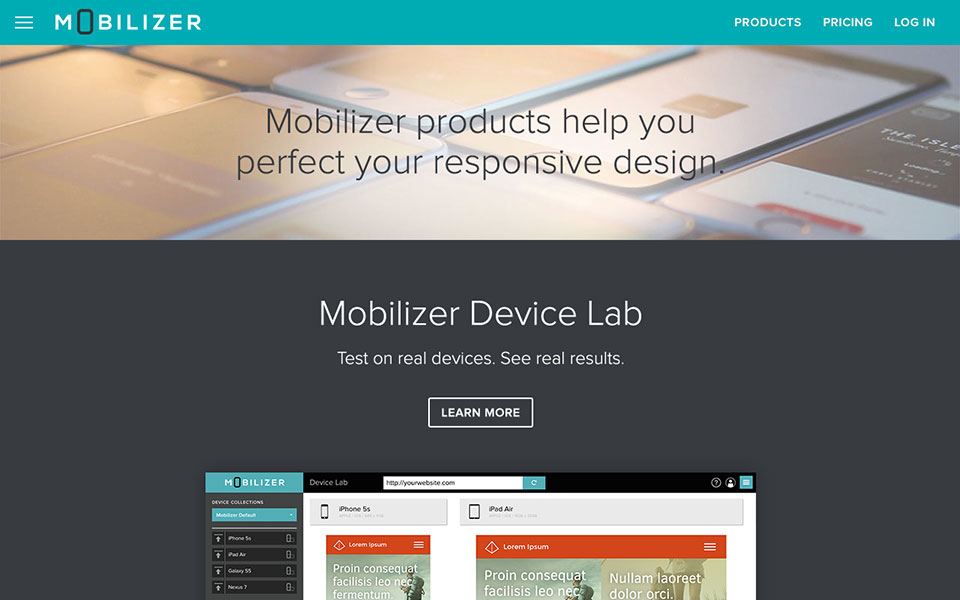 MOBILIZER
PRODUCTS PRICING LOG IN
Mobilizer products help you
perfect your responsive design.
THE ISLE
Mobilizer Device Lab
Test on real devices. See real results.
LEARN MORE
MOBILIZER
Device Lab
http://yourwebsite.com
DEVICE COLLECTIONS
Mobilizer Default
iPhone 5s
iPad Air
Galaxy S5
Nexus 7
iPhone 5s
iPad Air
Lorem Ipsum
Proin consequat
facilisis leo nec
fermentum.
Lorem Ipsum
Proin consequat
facilisis leo nec
Nullam laoreet
dolor orci.